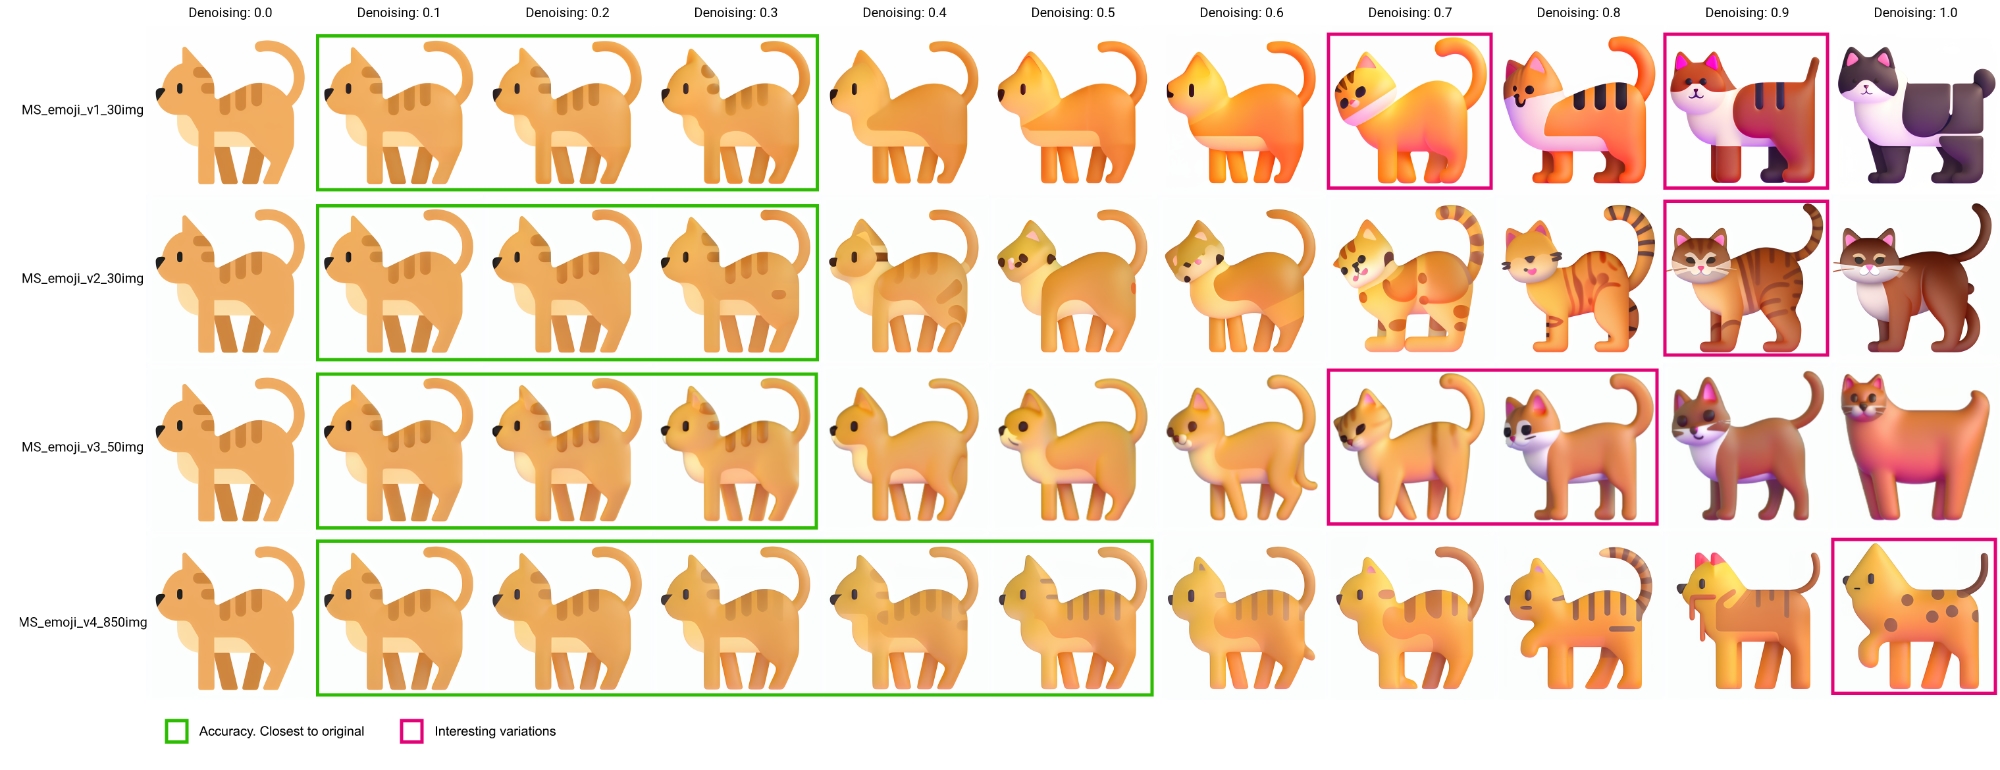 Denoising: 0.0 Denoising: 0.1 Denoising: 0.2 Denoising: 0.3 Denoising: 0.4 Denoising: 0.5 Denoising: 0.6 Denoising: 0.7 Denoising: 0.8 Denoising: 0.9 Denoising: 1.0
MS_emoji_v1_30img
MS_emoji_v2_30img
MS_emoji_v3_50img
MS_emoji_v4_850img
Accuracy. Closest to original Interesting variations